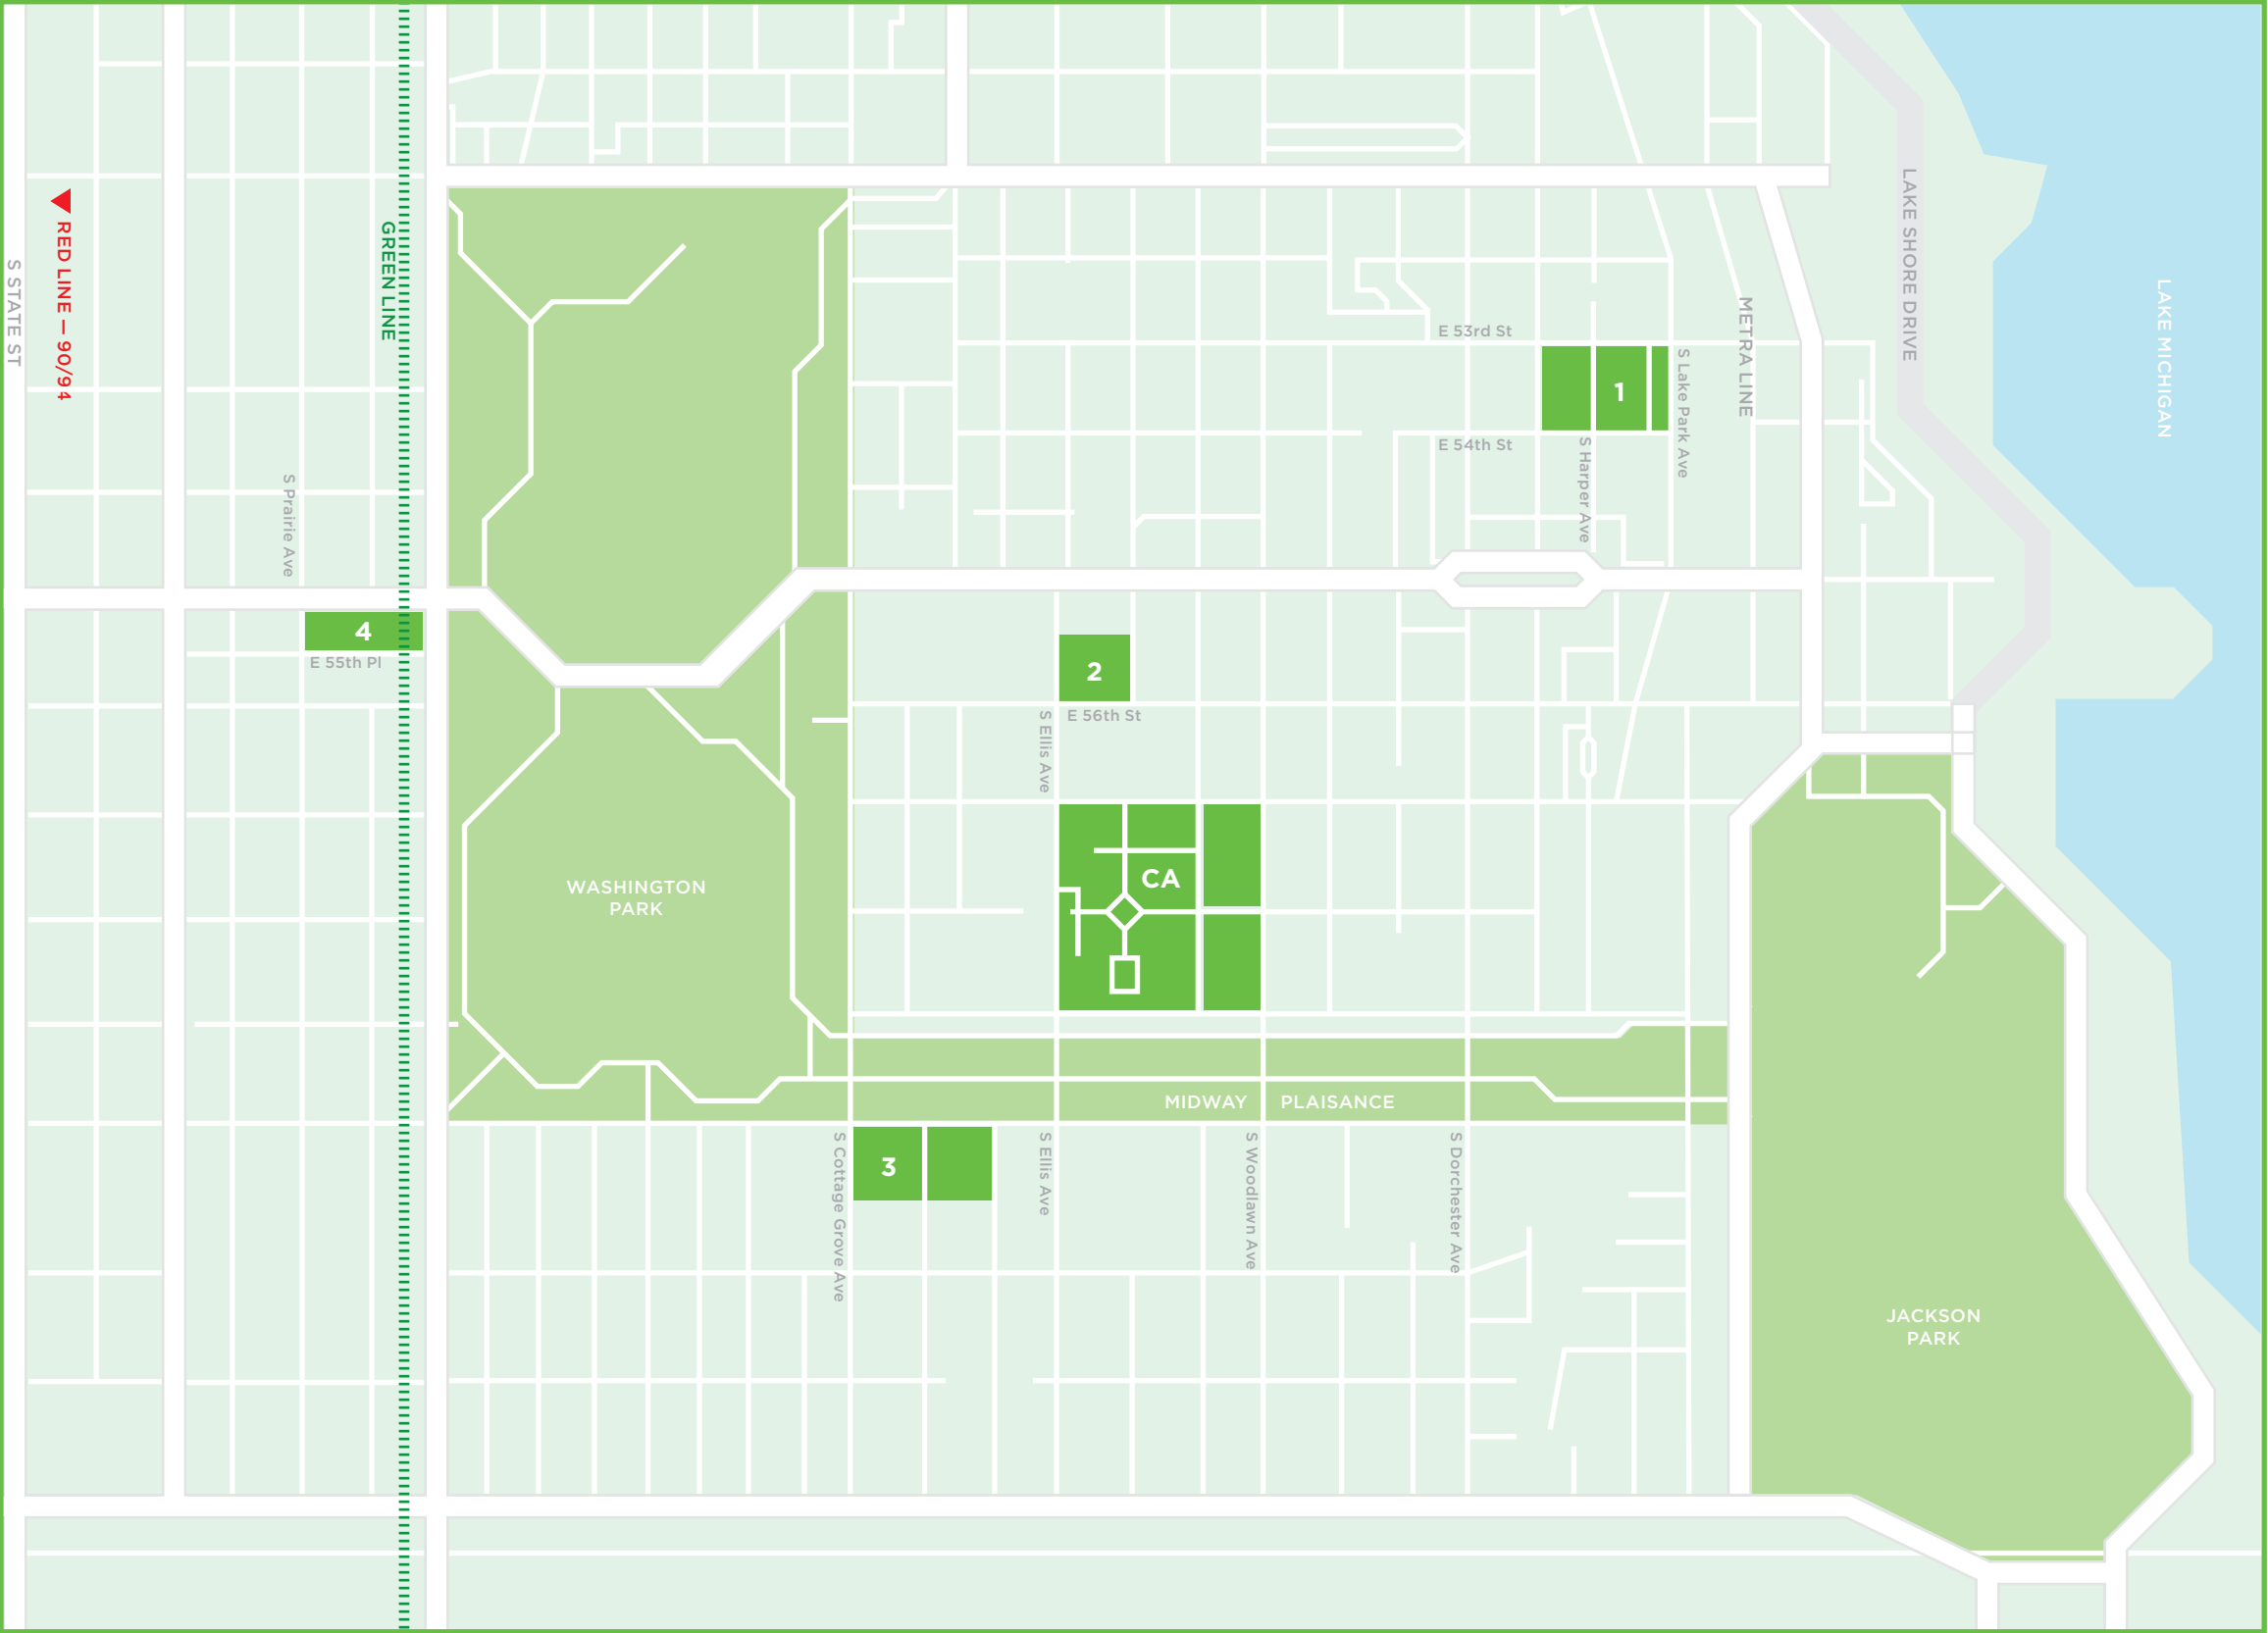 S STATE ST
RED LINE — 90/94
GREEN LINE
LAKE SHORE DRIVE
LAKE MICHIGAN
METRA LINE
E 53rd St
1
S Lake Park Ave
E 54th St
S Harper Ave
S Prairie Ave
4
E 55th Pl
2
E 56th St
S Ellis Ave
CA
WASHINGTON
PARK
MIDWAY PLAISANCE
3
S Cottage Grove Ave
S Ellis Ave
S Woodlawn Ave
S Dorchester Ave
JACKSON
PARK